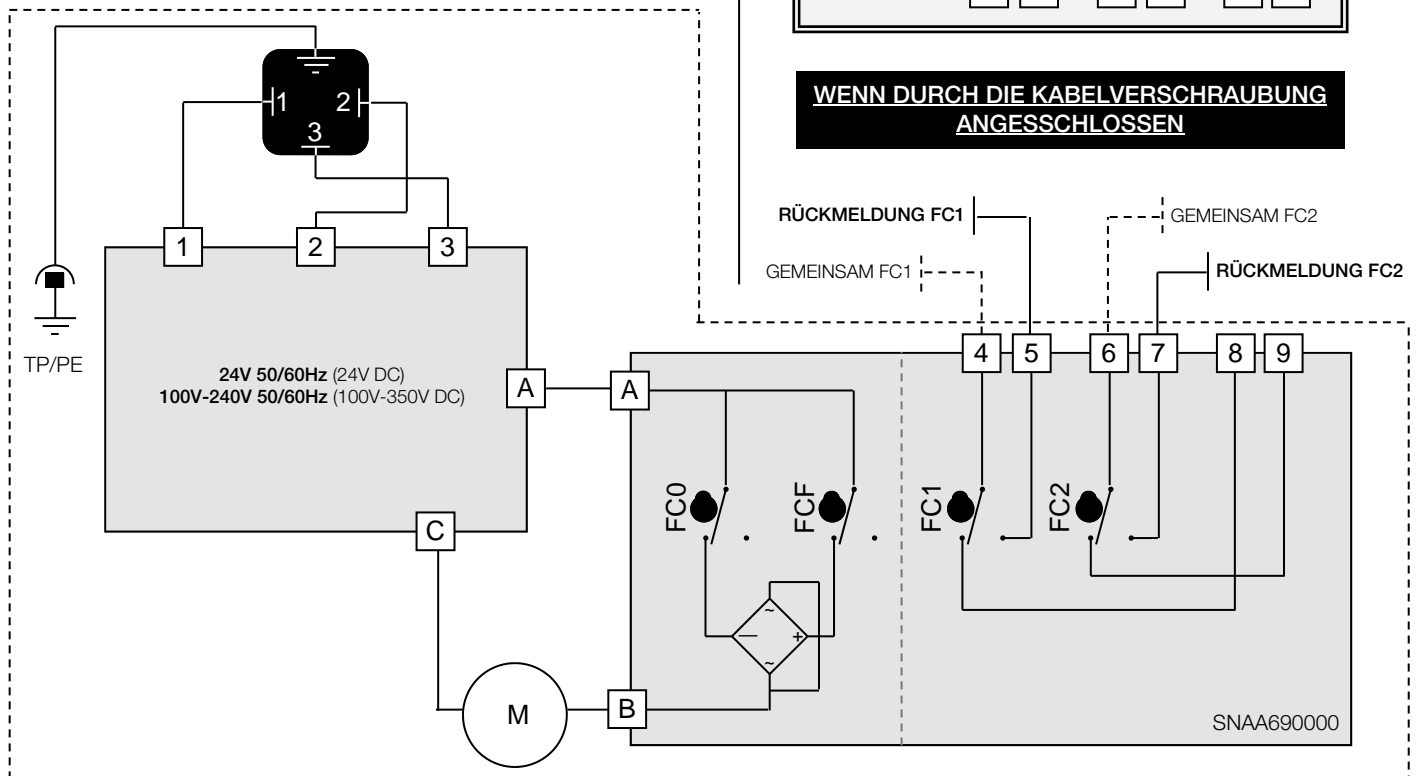 WENN DURCH DIE KABELVERSCHRAUBUNG
ANGESSCHLOSSEN
1
2
3
RÜCKMELDUNG FC1
GEMEINSAM FC2
GEMEINSAM FC1
RÜCKMELDUNG FC2
1
2
3
TP/PE
24V 50/60Hz (24V DC)
100V-240V 50/60Hz (100V-350V DC)
A
A
4
5
6
7
8
9
FC0
FCF
FC1
FC2
~
—
+
~
C
M
B
SNAA690000